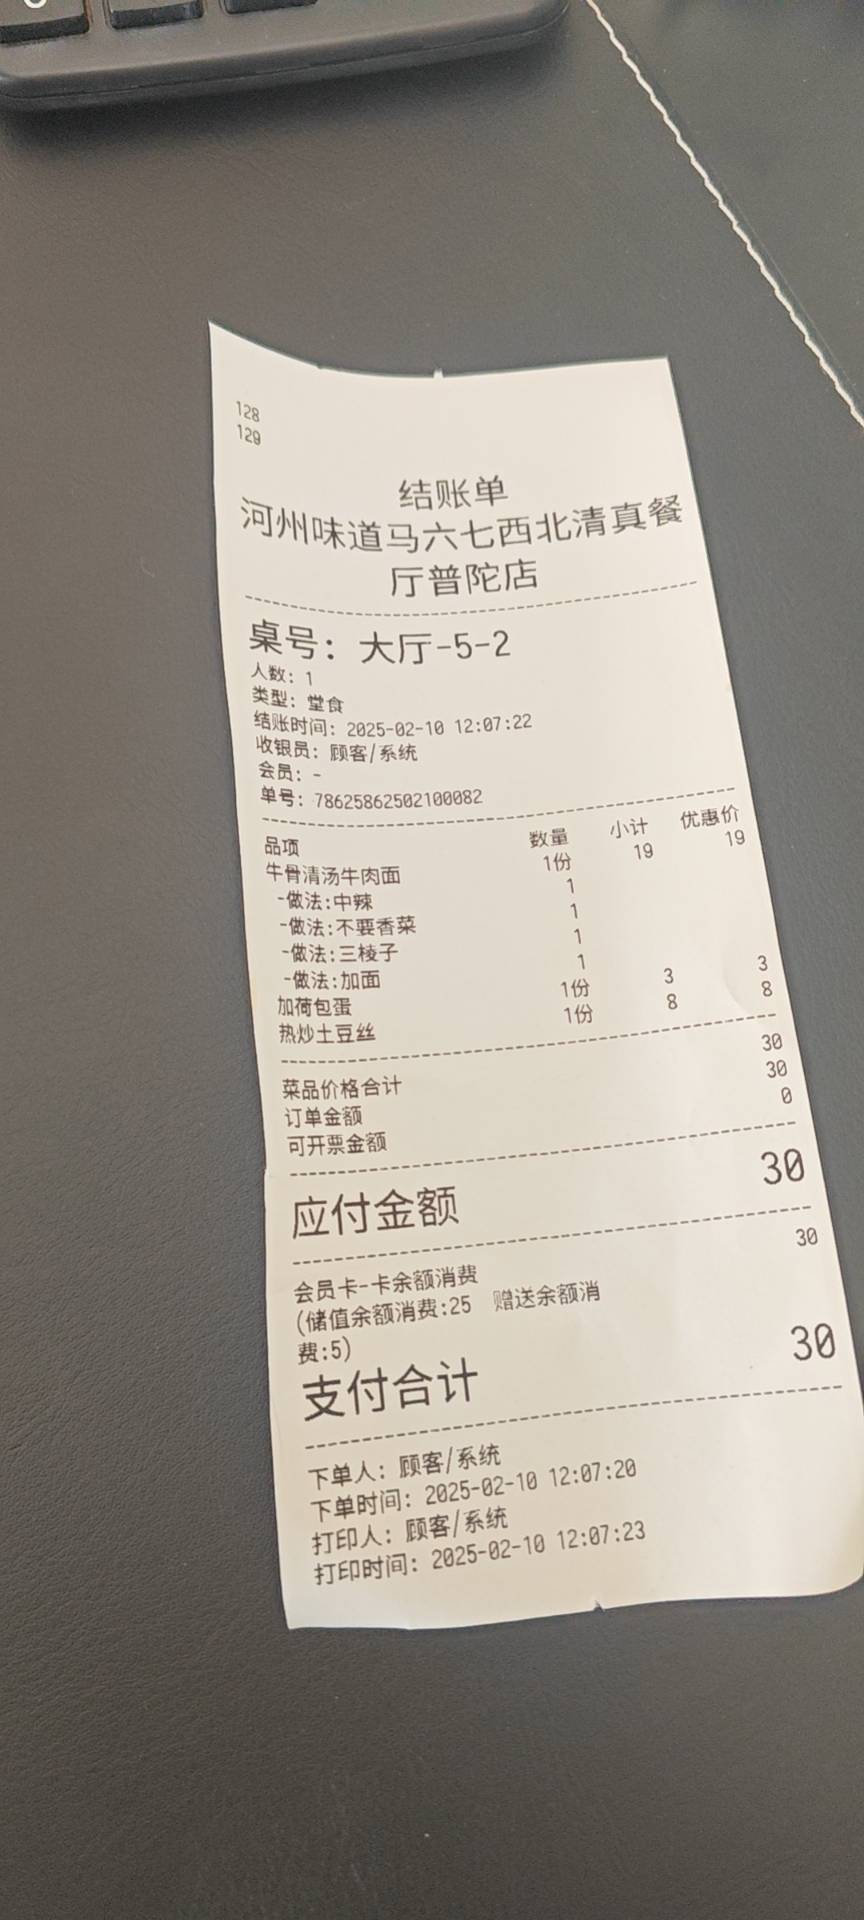 128
129
结账单
河州味道马六七西北清真餐
厅普陀店
桌号：大厅-5-2
人数：1
类型：堂食
结账时间：2025-02-10 12:07:22
收银员：顾客/系统
会员：-
单号：78625862502100082
品项 数量 小计 优惠价
牛骨清汤牛肉面 1份 19 19
-做法:中辣 1
-做法:不要香菜 1
-做法:三棱子 1
-做法:加面 1
加荷包蛋 1份 3 3
热炒土豆丝 1份 8 8
菜品价格合计 30
订单金额 30
可开票金额 0
应付金额 30
会员卡-卡余额消费 30
(储值余额消费:25 赠送余额消
费:5)
支付合计 30
下单人：顾客/系统
下单时间：2025-02-10 12:07:20
打印人：顾客/系统
打印时间：2025-02-10 12:07:23